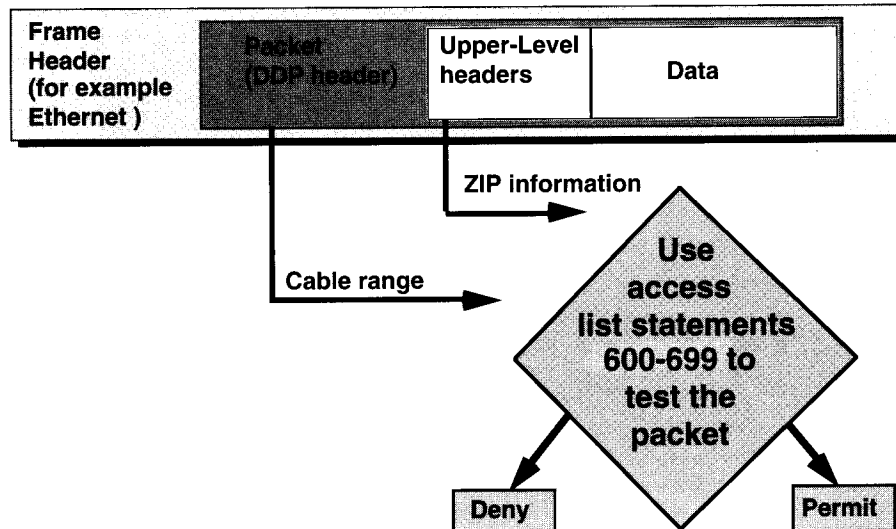 Frame
Header
(for example
Ethernet )
Packet
(DDP header)
Upper-Level
headers
Data
ZIP information
Cable range
Use
access
list statements
600-699 to
test the
packet
Deny
Permit